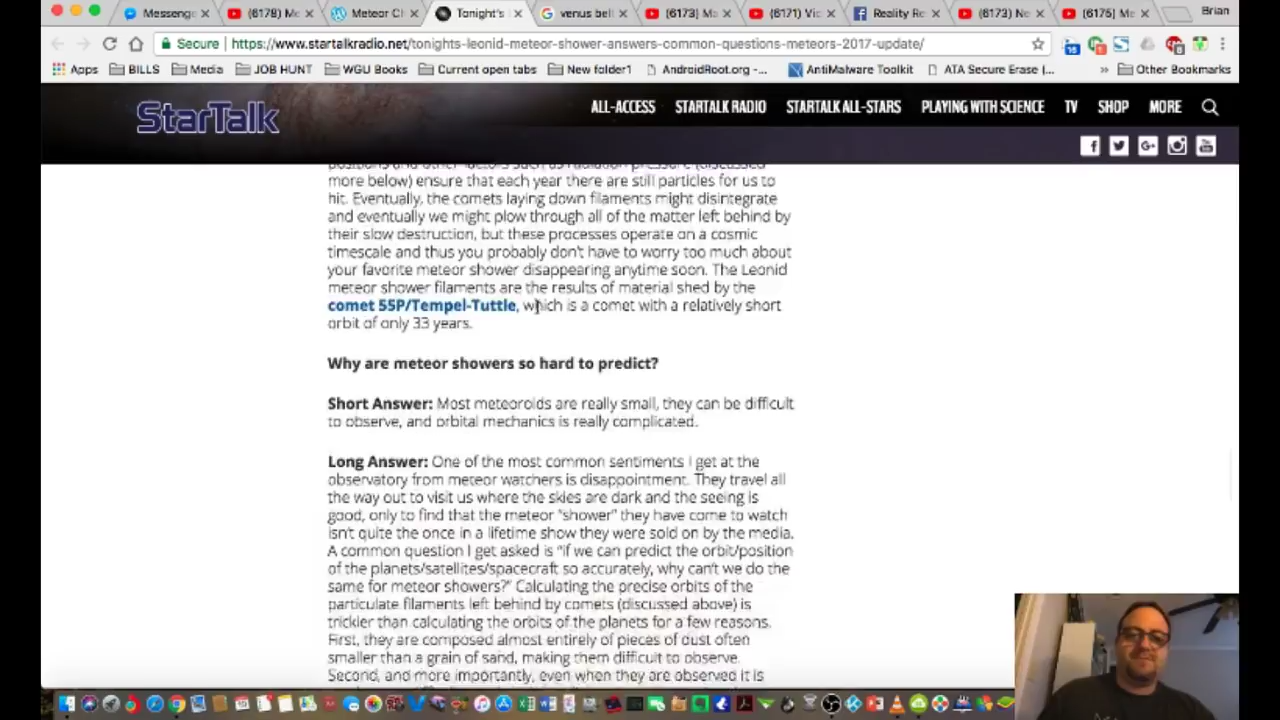 Messenge
(6178) Me
Meteor Cl
Tonight's
venus bell
(6173) Ma
(6171) Vic
Reality Re
(6173) Ne
(6175) Me
Brian
Secure
https://www.startalkradio.net/tonights-leonid-meteor-shower-answers-common-questions-meteors-2017-update/
Apps
BILLS
Media
JOB HUNT
WGU Books
Current open tabs
New folder1
AndroidRoot.org -...
AntiMalware Toolkit
ATA Secure Erase (...
»
Other Bookmarks
StarTalk
ALL-ACCESS
STARTALK RADIO
STARTALK ALL-STARS
PLAYING WITH SCIENCE
TV
SHOP
MORE
positions and other factors such as radiation pressure (discussed
more below) ensure that each year there are still particles for us to
hit. Eventually, the comets laying down filaments might disintegrate
and eventually we might plow through all of the matter left behind by
their slow destruction, but these processes operate on a cosmic
timescale and thus you probably don't have to worry too much about
your favorite meteor shower disappearing anytime soon. The Leonid
meteor shower filaments are the results of material shed by the
comet 55P/Tempel-Tuttle, which is a comet with a relatively short
orbit of only 33 years.
Why are meteor showers so hard to predict?
Short Answer: Most meteoroids are really small, they can be difficult
to observe, and orbital mechanics is really complicated.
Long Answer: One of the most common sentiments I get at the
observatory from meteor watchers is disappointment. They travel all
the way out to visit us where the skies are dark and the seeing is
good, only to find that the meteor "shower" they have come to watch
isn't quite the once in a lifetime show they were sold on by the media.
A common question I get asked is "if we can predict the orbit/position
of the planets/satellites/spacecraft so accurately, why can't we do the
same for meteor showers?" Calculating the precise orbits of the
particulate filaments left behind by comets (discussed above) is
trickier than calculating the orbits of the planets for a few reasons.
First, they are composed almost entirely of pieces of dust often
smaller than a grain of sand, making them difficult to observe.
Second, and more importantly, even when they are observed it is